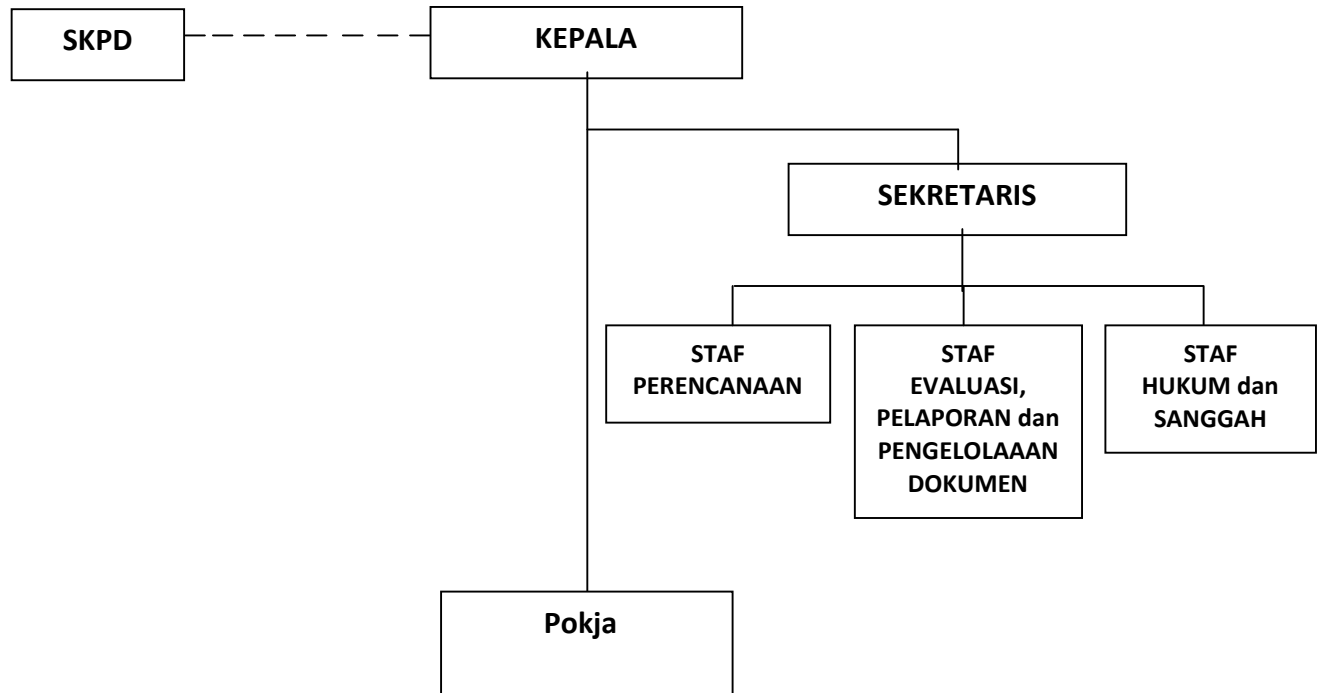 SKPD
KEPALA
SEKRETARIS
STAF
PERENCANAAN
STAF
EVALUASI,
PELAPORAN dan
PENGELOLAAAN
DOKUMEN
STAF
HUKUM dan
SANGGAH
Pokja